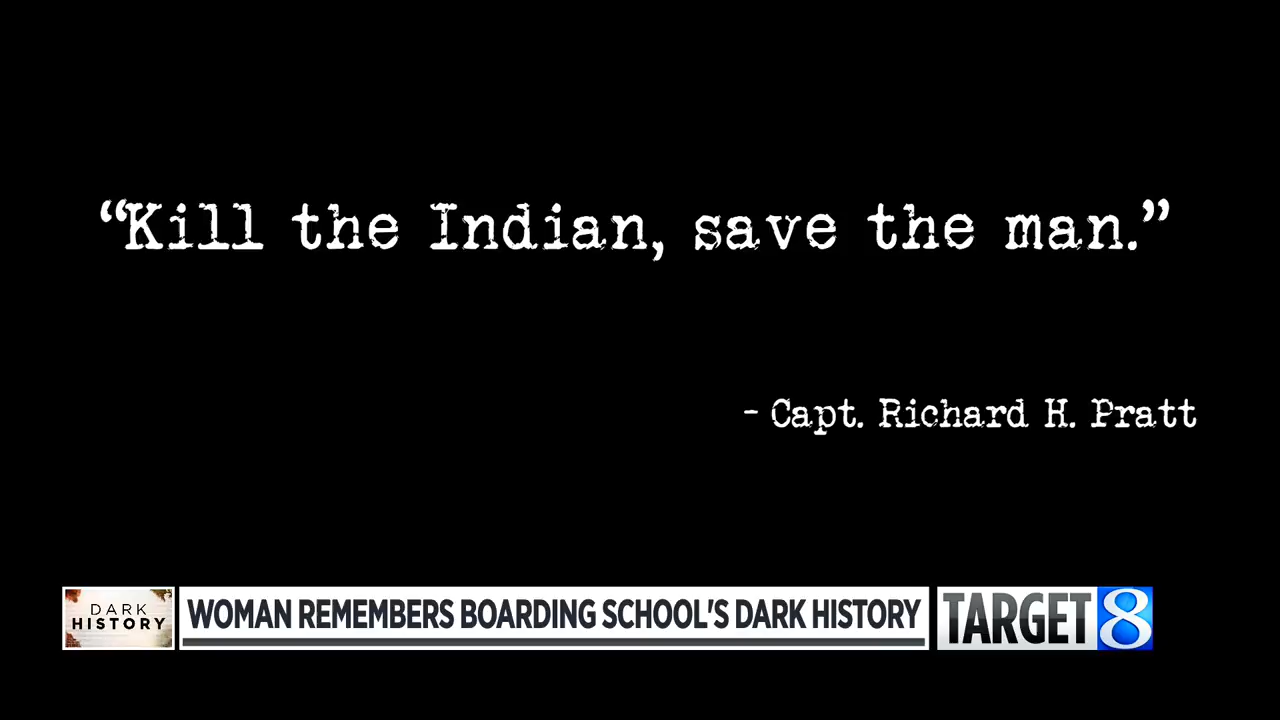 “Kill the Indian, save the man.”
- Capt. Richard H. Pratt
DARK
HISTORY
WOMAN REMEMBERS BOARDING SCHOOL'S DARK HISTORY
TARGET 8